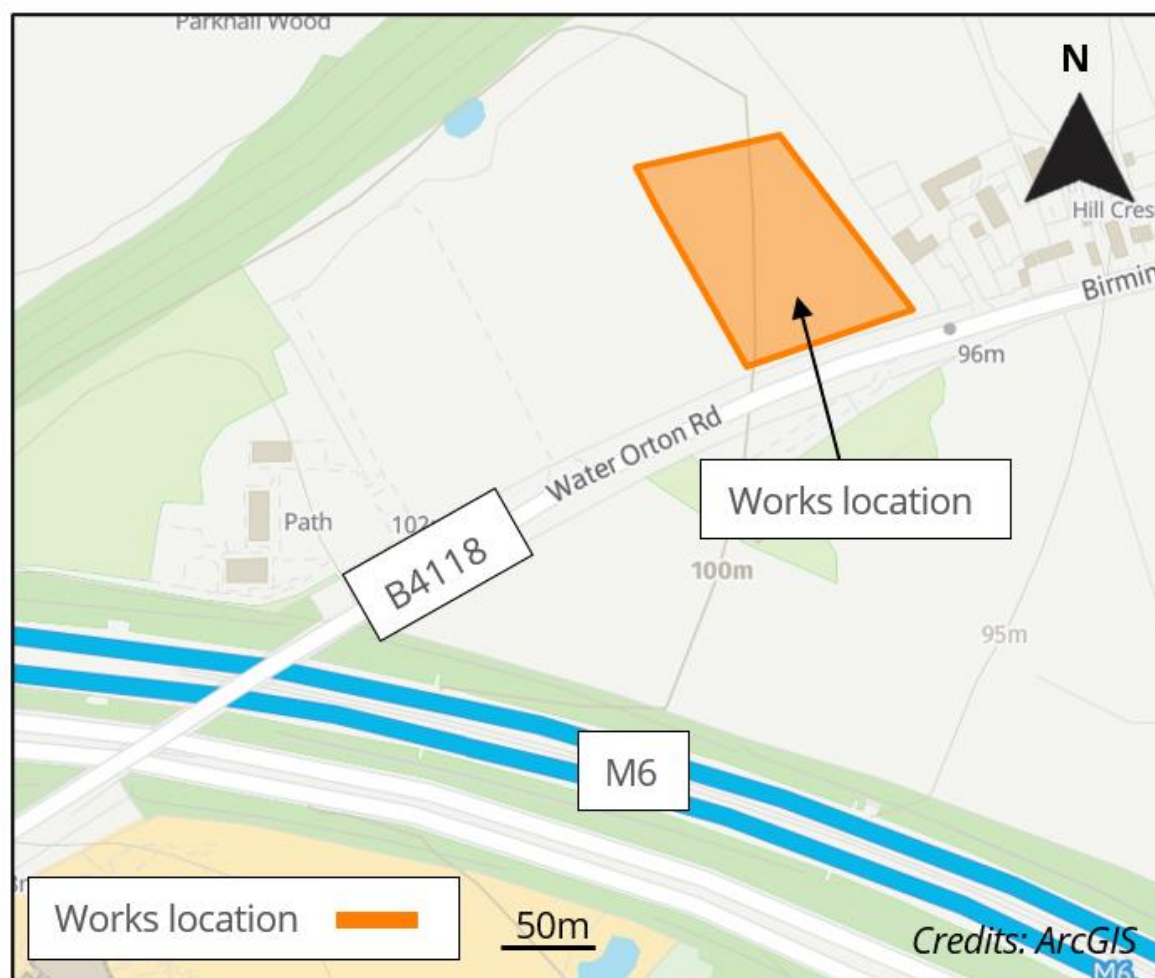 Parkhall Wood
N
Hill Cres
Birmin
96m
Water Orton Rd
Works location
Path
102
B4118
100m
95m
M6
Works location
50m
Credits: ArcGIS
M6